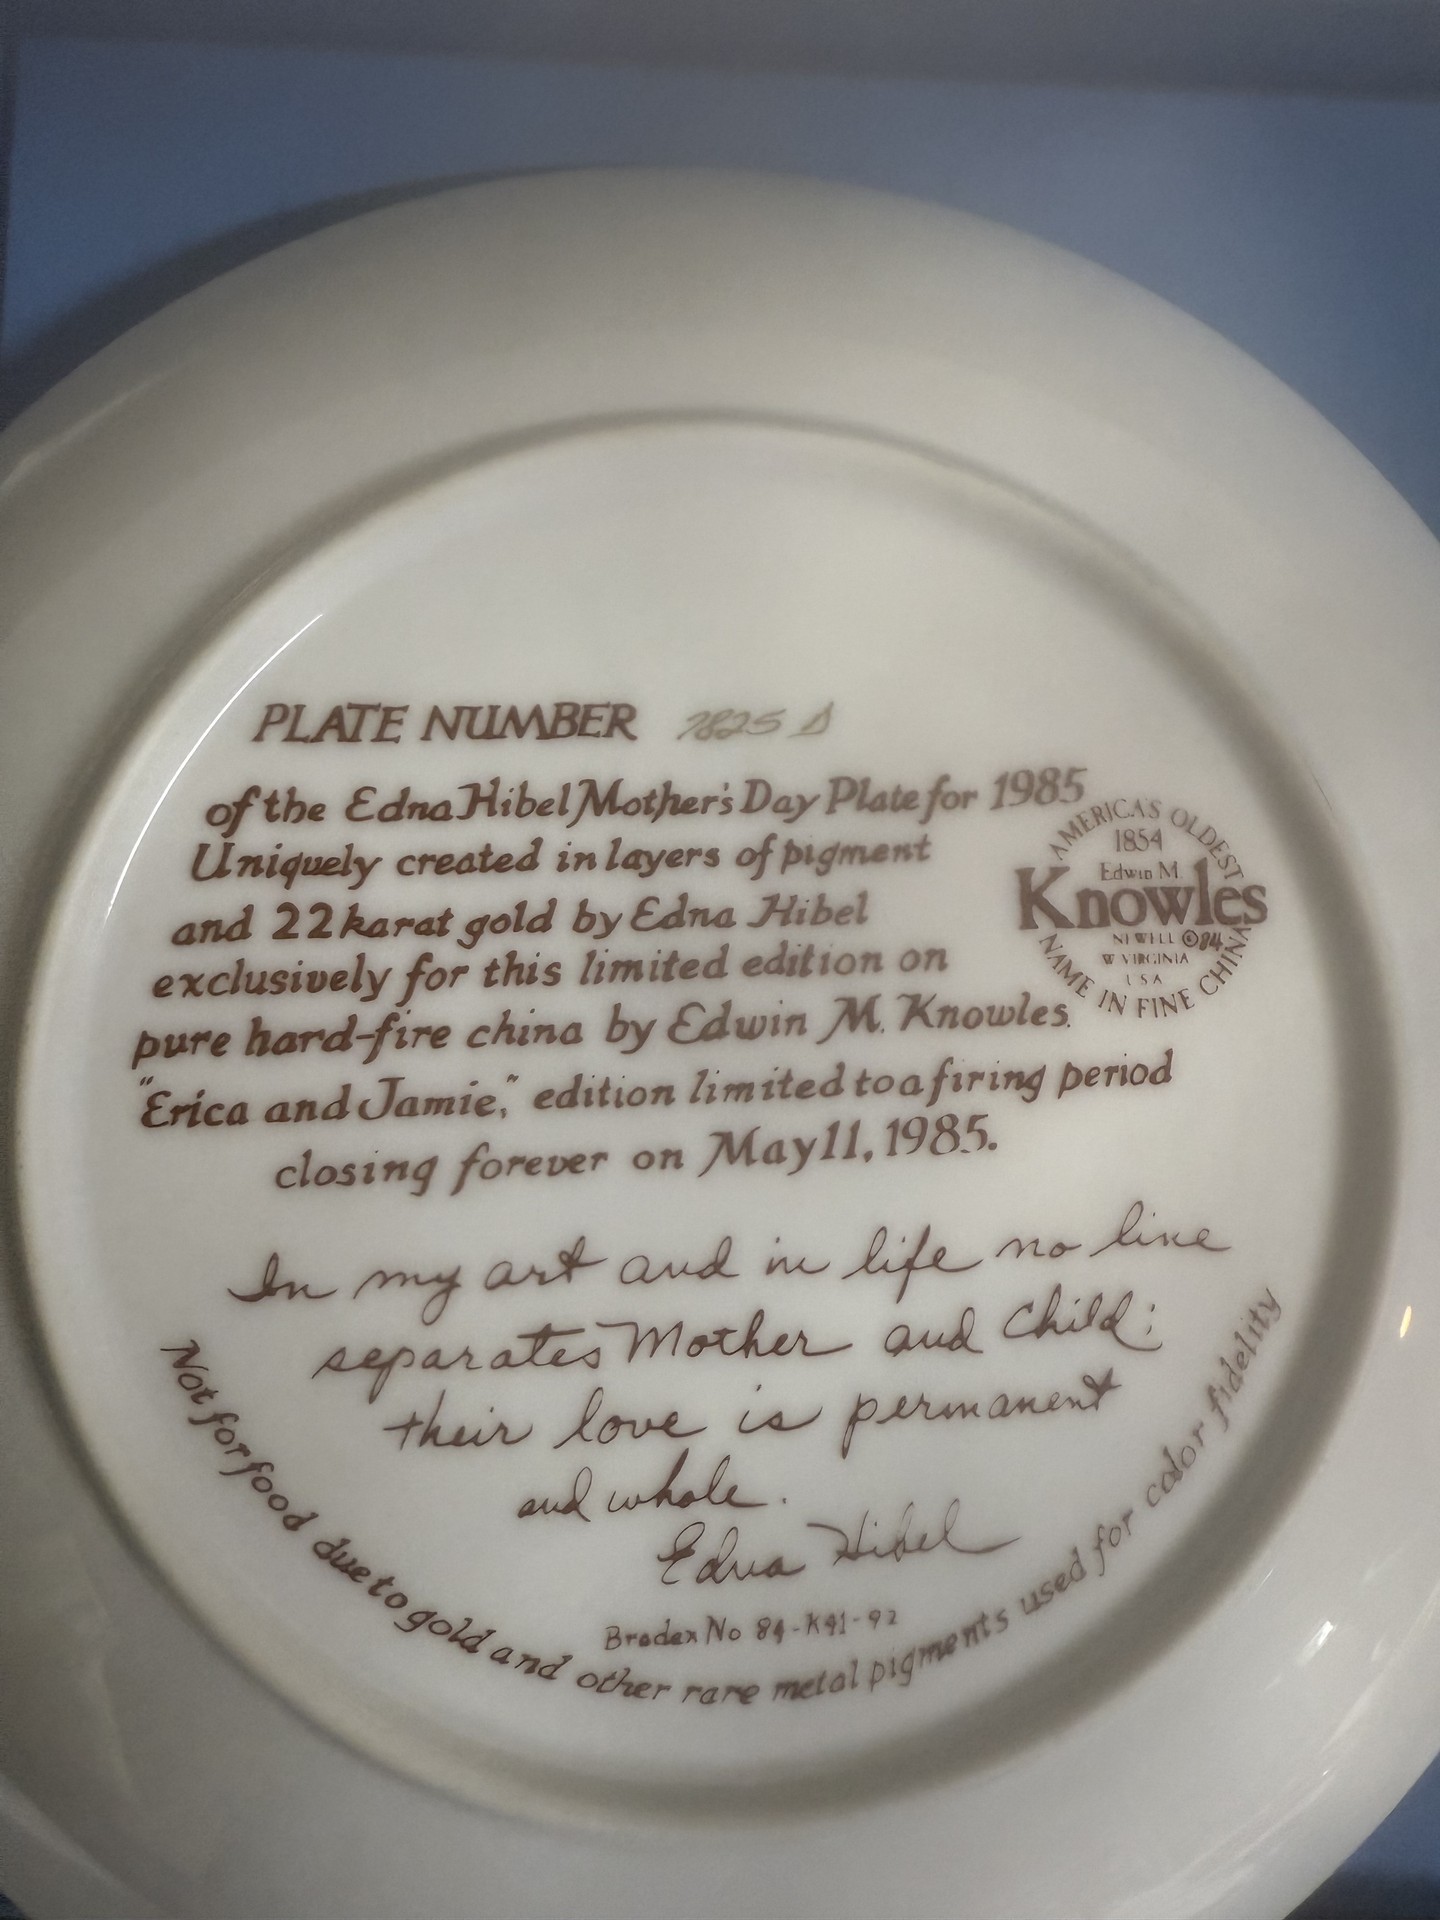 PLATE NUMBER 7825 D
of the Edna Hibel Mother's Day Plate for 1985
Uniquely created in layers of pigment
and 22 karat gold by Edna Hibel
exclusively for this limited edition on
pure hard-fire china by Edwin M. Knowles.
"Erica and Jamie," edition limited to a firing period
closing forever on May 11, 1985.
AMERICA'S OLDEST
1854
Edwin M.
Knowles
NEWELL ©84
W VIRGINIA
USA
NAME IN FINE CHINA
In my art and in life no line
separates Mother and Child;
their love is permanent
and whole.
Edna Hibel
Bradex No 84-K41-92
Not for food due to gold and other rare metal pigments used for color fidelity